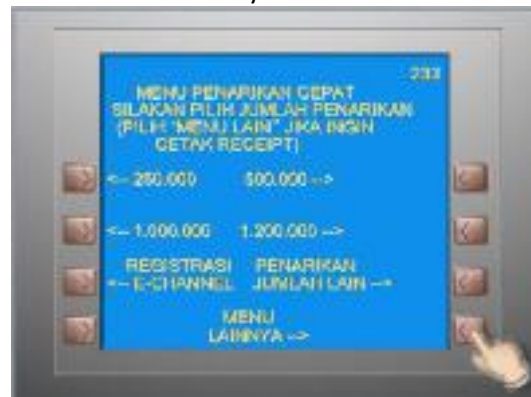 233
MENU PENARIKAN CEPAT
SILAKAN PILIH JUMLAH PENARIKAN
(PILIH "MENU LAIN" JIKA INGIN
CETAK RECEIPT)
<-- 250.000 500.000 -->
<-- 1.000.000 1.200.000 -->
REGISTRASI PENARIKAN
<-- E-CHANNEL JUMLAH LAIN -->
MENU
LAINNYA -->